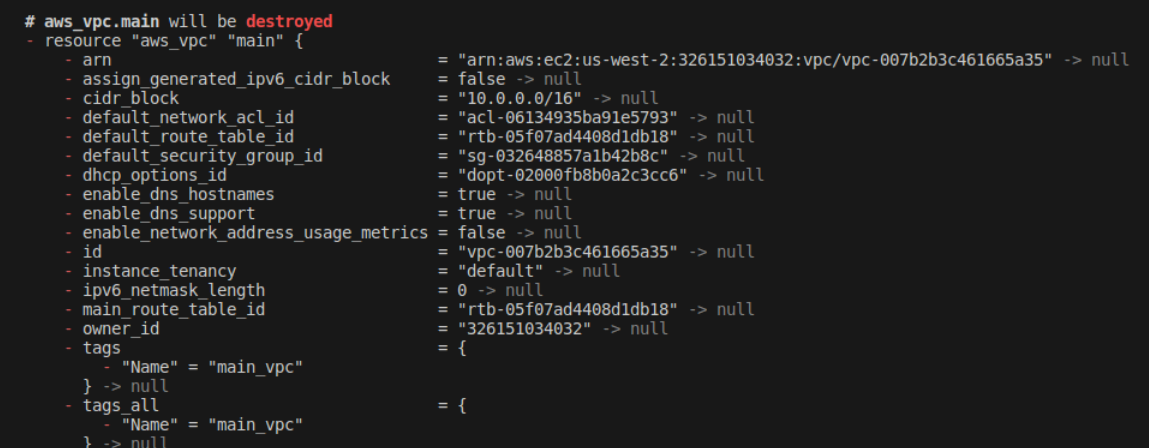 # aws_vpc.main will be destroyed
- resource "aws_vpc" "main" {
- arn = "arn:aws:ec2:us-west-2:326151034032:vpc/vpc-007b2b3c461665a35" -> null
- assign_generated_ipv6_cidr_block = false -> null
- cidr_block = "10.0.0.0/16" -> null
- default_network_acl_id = "acl-06134935ba91e5793" -> null
- default_route_table_id = "rtb-05f07ad4408d1db18" -> null
- default_security_group_id = "sg-032648857a1b42b8c" -> null
- dhcp_options_id = "dopt-02000fb8b0a2c3cc6" -> null
- enable_dns_hostnames = true -> null
- enable_dns_support = true -> null
- enable_network_address_usage_metrics = false -> null
- id = "vpc-007b2b3c461665a35" -> null
- instance_tenancy = "default" -> null
- ipv6_netmask_length = 0 -> null
- main_route_table_id = "rtb-05f07ad4408d1db18" -> null
- owner_id = "326151034032" -> null
- tags = {
- "Name" = "main_vpc"
} -> null
- tags_all = {
- "Name" = "main_vpc"
} -> null